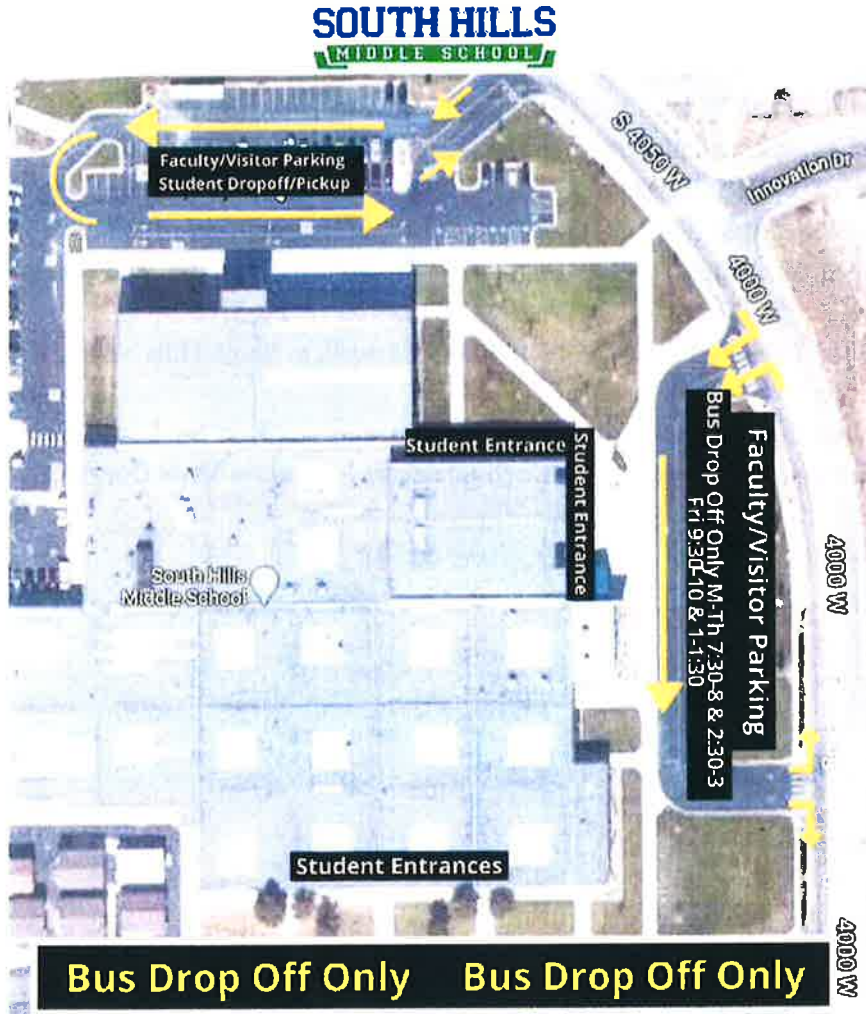 SOUTH HILLS
MIDDLE SCHOOL
S 4050 W
Innovation Dr
Faculty/Visitor Parking
Student Dropoff/Pickup
4000 W
Faculty/Visitor Parking
Bus Drop Off Only M-Th 7:30-8 & 2:30-3
Fri 9:30-10 & 1-1:30
Student Entrance
Student Entrance
4000 W
South Hills
Middle School
Student Entrances
4000 W
Bus Drop Off Only Bus Drop Off Only